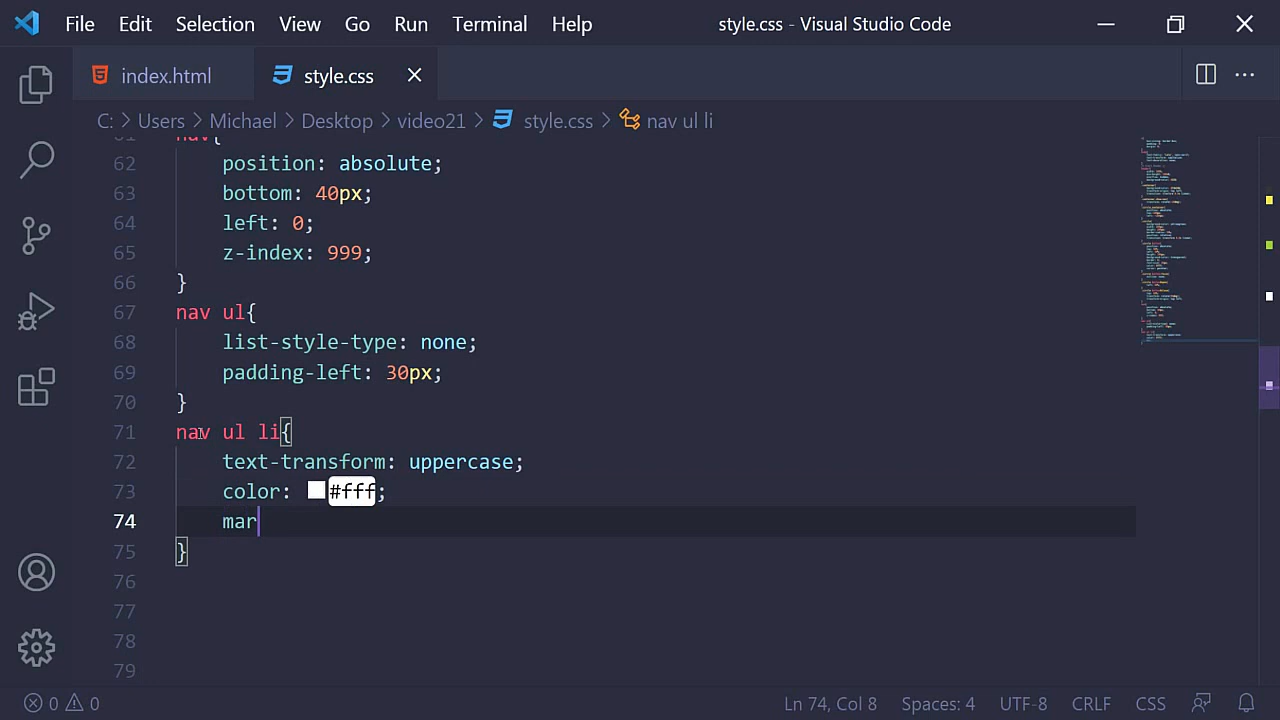 File Edit Selection View Go Run Terminal Help style.css - Visual Studio Code
index.html style.css
C: > Users > Michael > Desktop > video21 > style.css > nav ul li
61 nav{
62 position: absolute;
63 bottom: 40px;
64 left: 0;
65 z-index: 999;
66 }
67 nav ul{
68 list-style-type: none;
69 padding-left: 30px;
70 }
71 nav ul li{
72 text-transform: uppercase;
73 color: #fff;
74 mar
75 }
76
77
78
79
0 0 Ln 74, Col 8 Spaces: 4 UTF-8 CRLF CSS